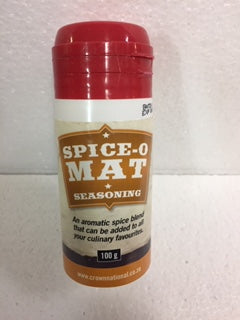 SPICE-O
MAT
SEASONING
An aromatic spice blend
that can be added to all
your culinary favourites.
100 g
www.crownnational.co.za